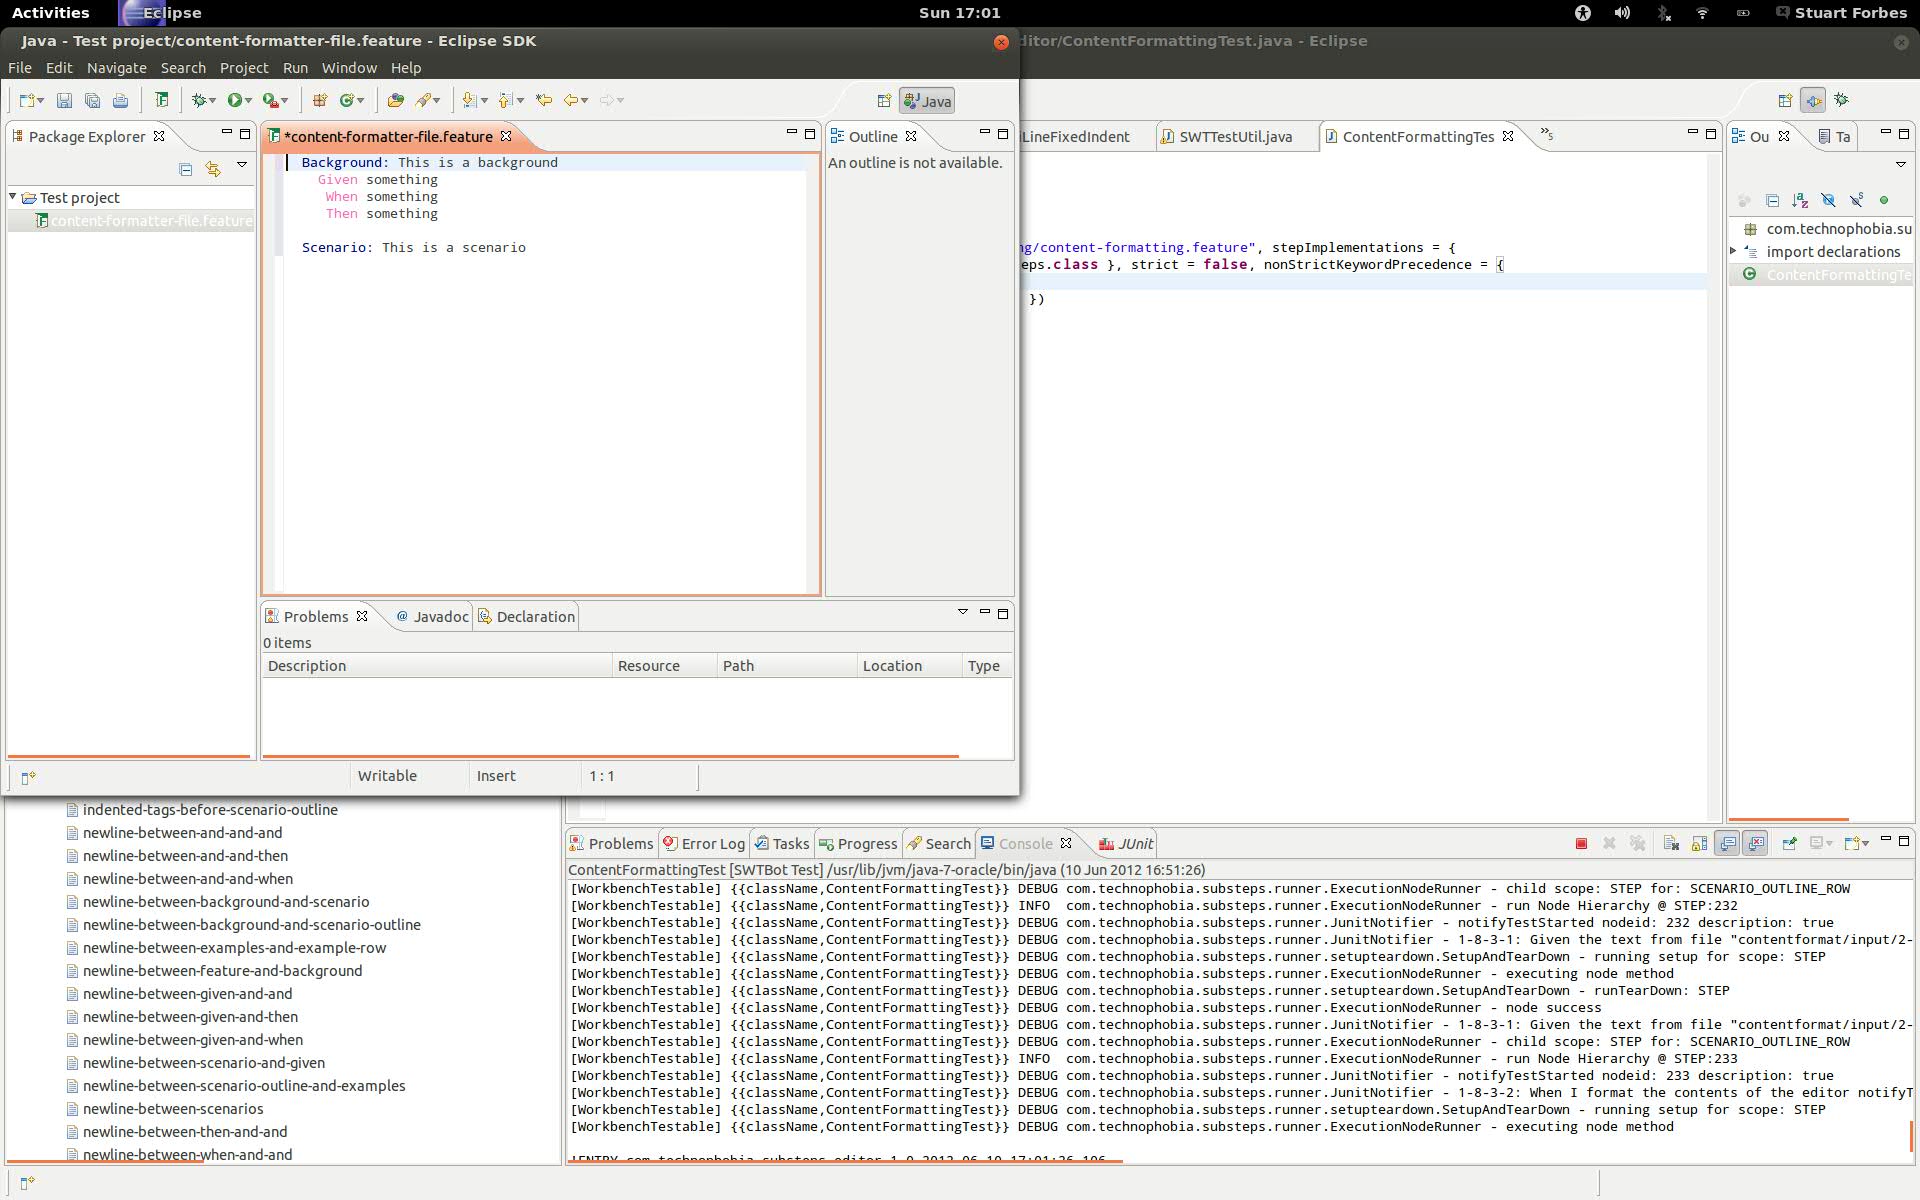 Activities Eclipse Sun 17:01 Stuart Forbes
Java - Test project/content-formatter-file.feature - Eclipse SDK
File Edit Navigate Search Project Run Window Help
Java
Package Explorer
Test project
content-formatter-file.feature
*content-formatter-file.feature
Background: This is a background
Given something
When something
Then something
Scenario: This is a scenario
Outline
An outline is not available.
Problems @ Javadoc Declaration
0 items
Description Resource Path Location Type
Writable Insert 1 : 1
ditor/ContentFormattingTest.java - Eclipse
iLineFixedIndent SWTTestUtil.java ContentFormattingTes »5
g/content-formatting.feature", stepImplementations = {
eps.class }, strict = false, nonStrictKeywordPrecedence = {
})
Ou Ta
com.technophobia.su
import declarations
ContentFormattingTe
indented-tags-before-scenario-outline
newline-between-and-and-and
newline-between-and-and-then
newline-between-and-and-when
newline-between-background-and-scenario
newline-between-background-and-scenario-outline
newline-between-examples-and-example-row
newline-between-feature-and-background
newline-between-given-and-and
newline-between-given-and-then
newline-between-given-and-when
newline-between-scenario-and-given
newline-between-scenario-outline-and-examples
newline-between-scenarios
newline-between-then-and-and
newline-between-when-and-and
Problems Error Log Tasks Progress Search Console JUnit
ContentFormattingTest [SWTBot Test] /usr/lib/jvm/java-7-oracle/bin/java (10 Jun 2012 16:51:26)
[WorkbenchTestable] {{className,ContentFormattingTest}} DEBUG com.technophobia.substeps.runner.ExecutionNodeRunner - child scope: STEP for: SCENARIO_OUTLINE_ROW
[WorkbenchTestable] {{className,ContentFormattingTest}} INFO  com.technophobia.substeps.runner.ExecutionNodeRunner - run Node Hierarchy @ STEP:232
[WorkbenchTestable] {{className,ContentFormattingTest}} DEBUG com.technophobia.substeps.runner.JunitNotifier - notifyTestStarted nodeid: 232 description: true
[WorkbenchTestable] {{className,ContentFormattingTest}} DEBUG com.technophobia.substeps.runner.JunitNotifier - 1-8-3-1: Given the text from file "contentformat/input/2-
[WorkbenchTestable] {{className,ContentFormattingTest}} DEBUG com.technophobia.substeps.runner.setupteardown.SetupAndTearDown - running setup for scope: STEP
[WorkbenchTestable] {{className,ContentFormattingTest}} DEBUG com.technophobia.substeps.runner.ExecutionNodeRunner - executing node method
[WorkbenchTestable] {{className,ContentFormattingTest}} DEBUG com.technophobia.substeps.runner.setupteardown.SetupAndTearDown - runTearDown: STEP
[WorkbenchTestable] {{className,ContentFormattingTest}} DEBUG com.technophobia.substeps.runner.ExecutionNodeRunner - node success
[WorkbenchTestable] {{className,ContentFormattingTest}} DEBUG com.technophobia.substeps.runner.JunitNotifier - 1-8-3-1: Given the text from file "contentformat/input/2-
[WorkbenchTestable] {{className,ContentFormattingTest}} DEBUG com.technophobia.substeps.runner.ExecutionNodeRunner - child scope: STEP for: SCENARIO_OUTLINE_ROW
[WorkbenchTestable] {{className,ContentFormattingTest}} INFO  com.technophobia.substeps.runner.ExecutionNodeRunner - run Node Hierarchy @ STEP:233
[WorkbenchTestable] {{className,ContentFormattingTest}} DEBUG com.technophobia.substeps.runner.JunitNotifier - notifyTestStarted nodeid: 233 description: true
[WorkbenchTestable] {{className,ContentFormattingTest}} DEBUG com.technophobia.substeps.runner.JunitNotifier - 1-8-3-2: When I format the contents of the editor notifyT
[WorkbenchTestable] {{className,ContentFormattingTest}} DEBUG com.technophobia.substeps.runner.setupteardown.SetupAndTearDown - running setup for scope: STEP
[WorkbenchTestable] {{className,ContentFormattingTest}} DEBUG com.technophobia.substeps.runner.ExecutionNodeRunner - executing node method
!ENTRY com.technophobia.substeps.editor 1 0 2012-06-10 17:01:26.106